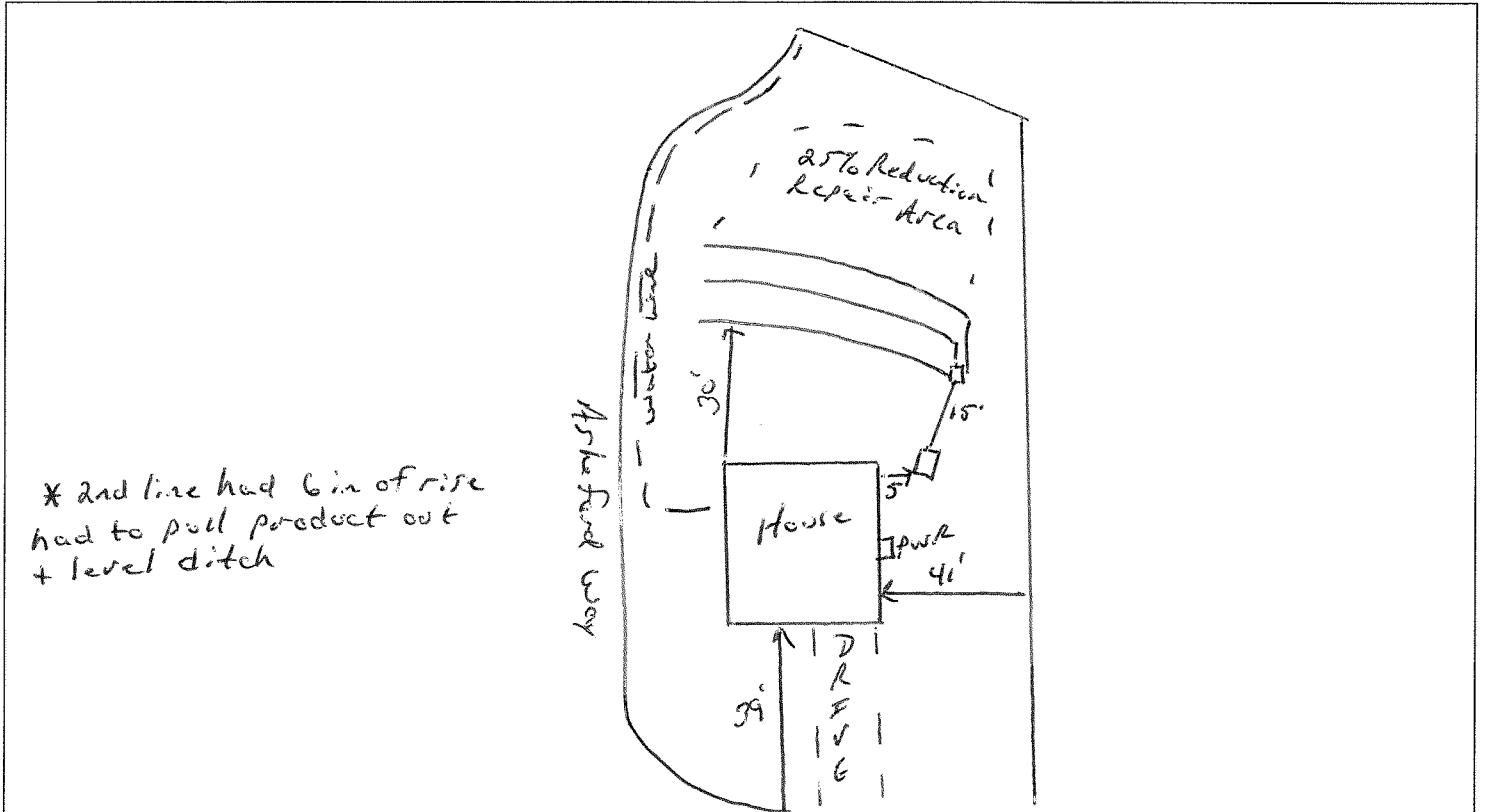 25% Reduction
Repair Area
water line
30'
15'
5'
House
PWR
41'
Ashford Way
* 2nd line had 6 in of rise
had to pull product out
+ level ditch
39'
DRIVE